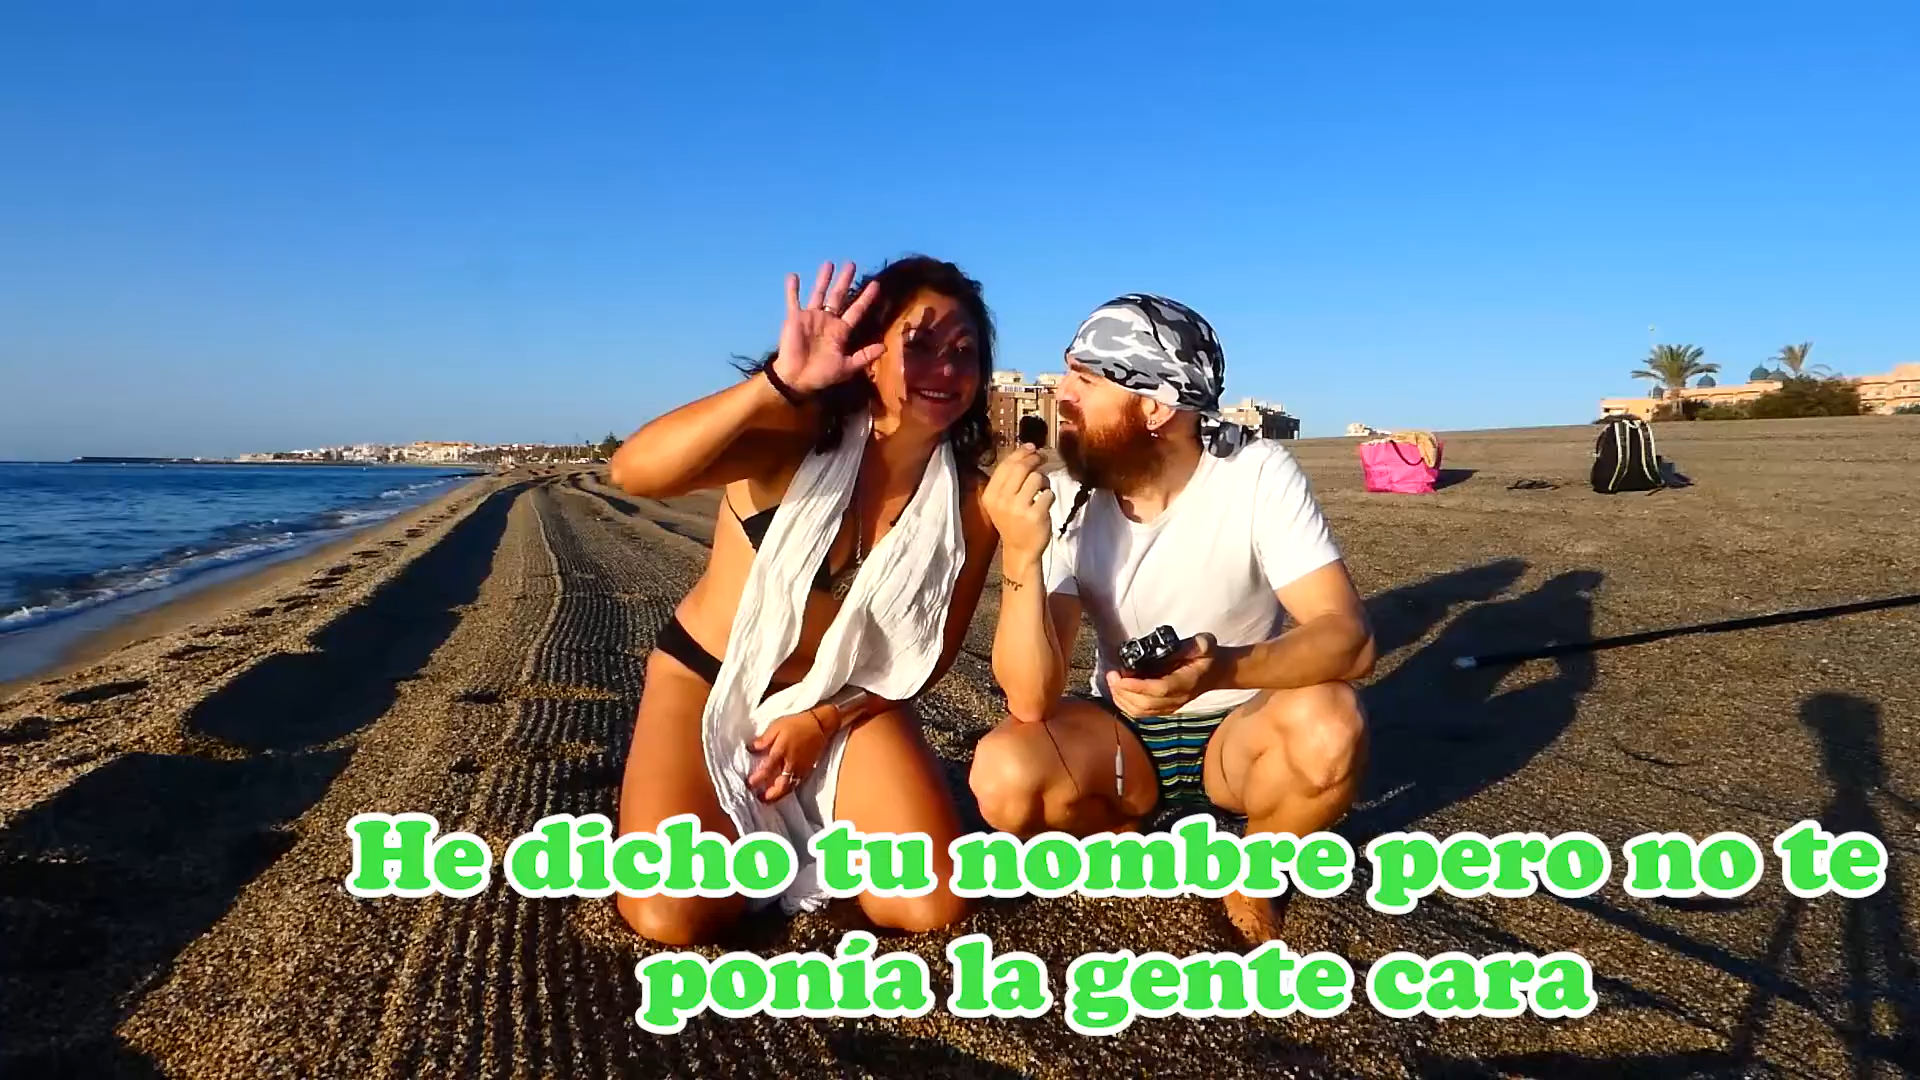 He dicho tu nombre pero no te
ponía la gente cara